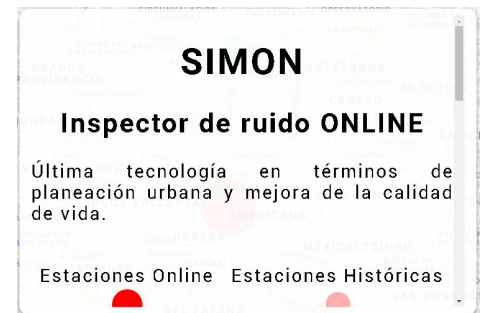 SIMON
Inspector de ruido ONLINE
Última tecnología en términos de
planeación urbana y mejora de la calidad
de vida.
Estaciones Online Estaciones Históricas